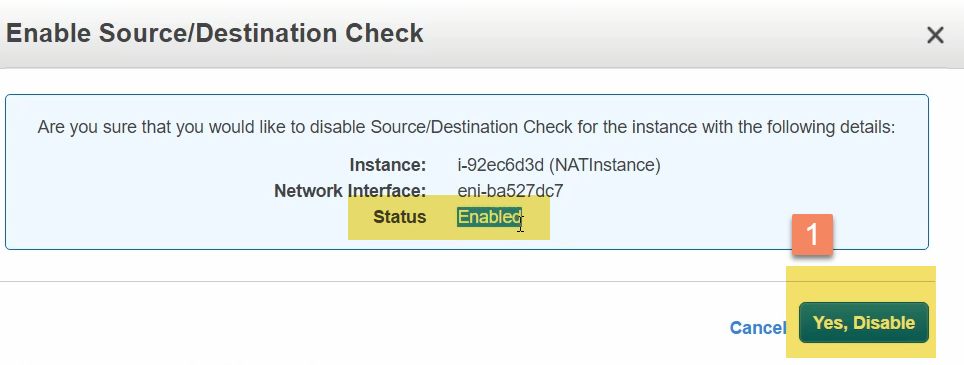 Enable Source/Destination Check
Are you sure that you would like to disable Source/Destination Check for the instance with the following details:
Instance: i-92ec6d3d (NATInstance)
Network Interface: eni-ba527dc7
Status Enabled
1
Cancel Yes, Disable